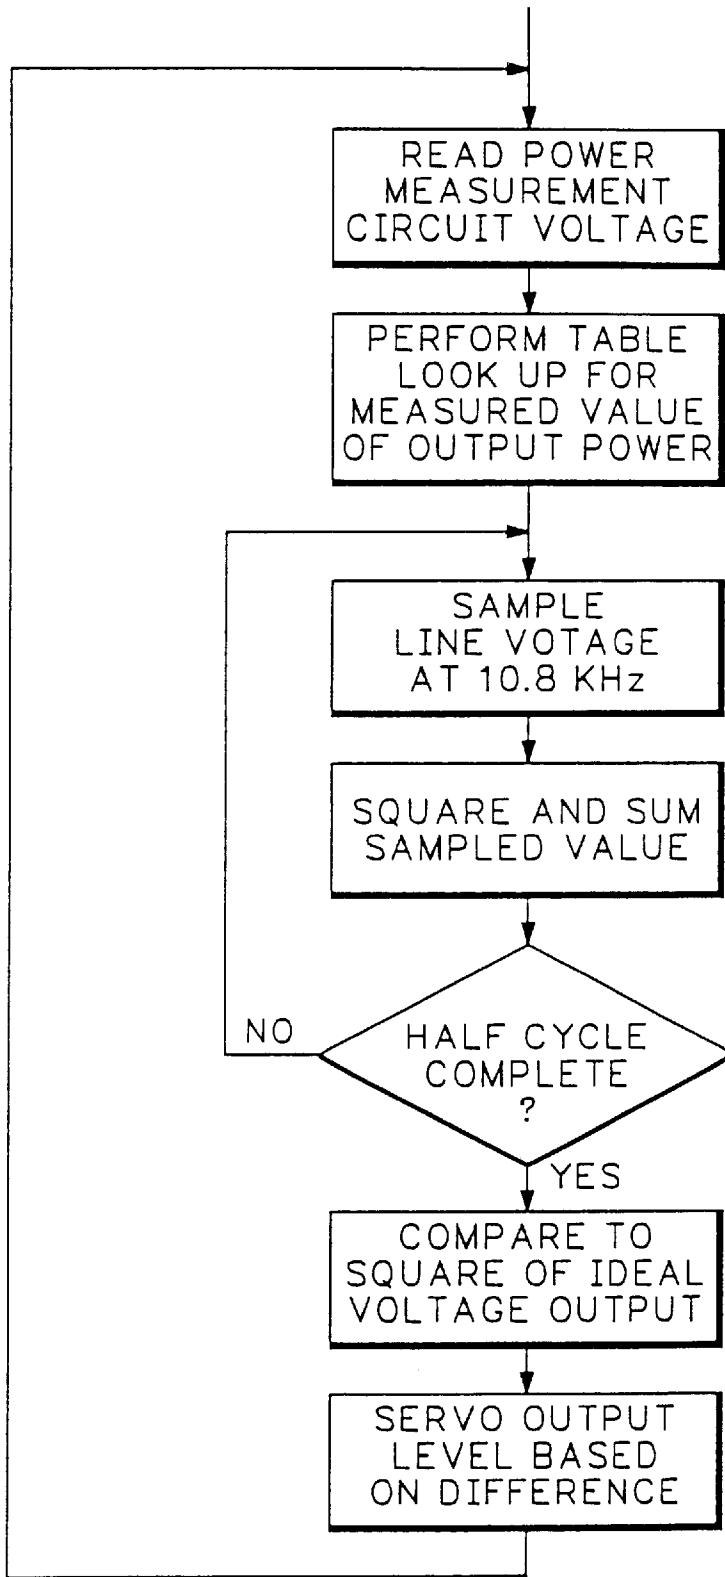 READ POWER
MEASUREMENT
CIRCUIT VOLTAGE
PERFORM TABLE
LOOK UP FOR
MEASURED VALUE
OF OUTPUT POWER
SAMPLE
LINE VOTAGE
AT 10.8 KHz
SQUARE AND SUM
SAMPLED VALUE
NO
HALF CYCLE
COMPLETE
?
YES
COMPARE TO
SQUARE OF IDEAL
VOLTAGE OUTPUT
SERVO OUTPUT
LEVEL BASED
ON DIFFERENCE